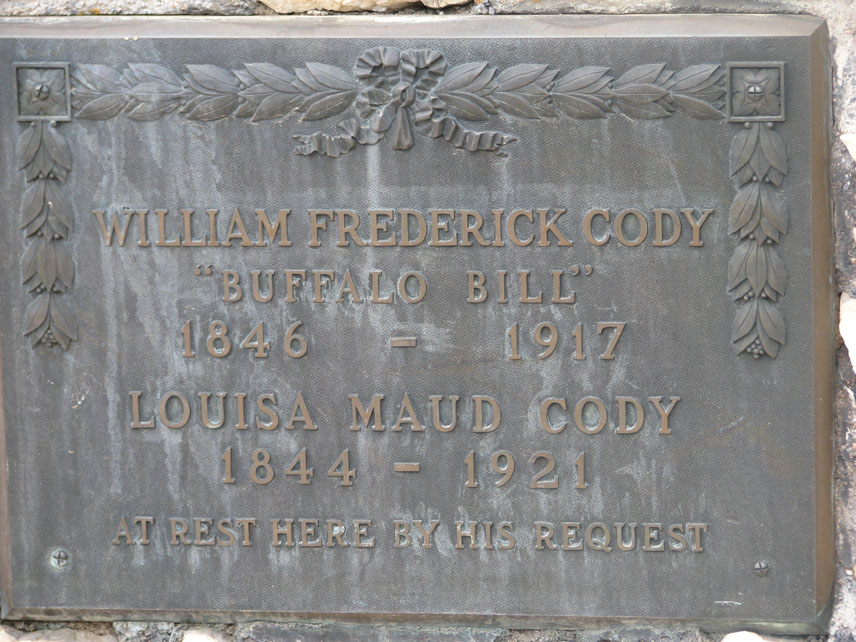 WILLIAM FREDERICK CODY
"BUFFALO BILL"
1846 - 1917
LOUISA MAUD CODY
1844 - 1921
AT REST HERE BY HIS REQUEST